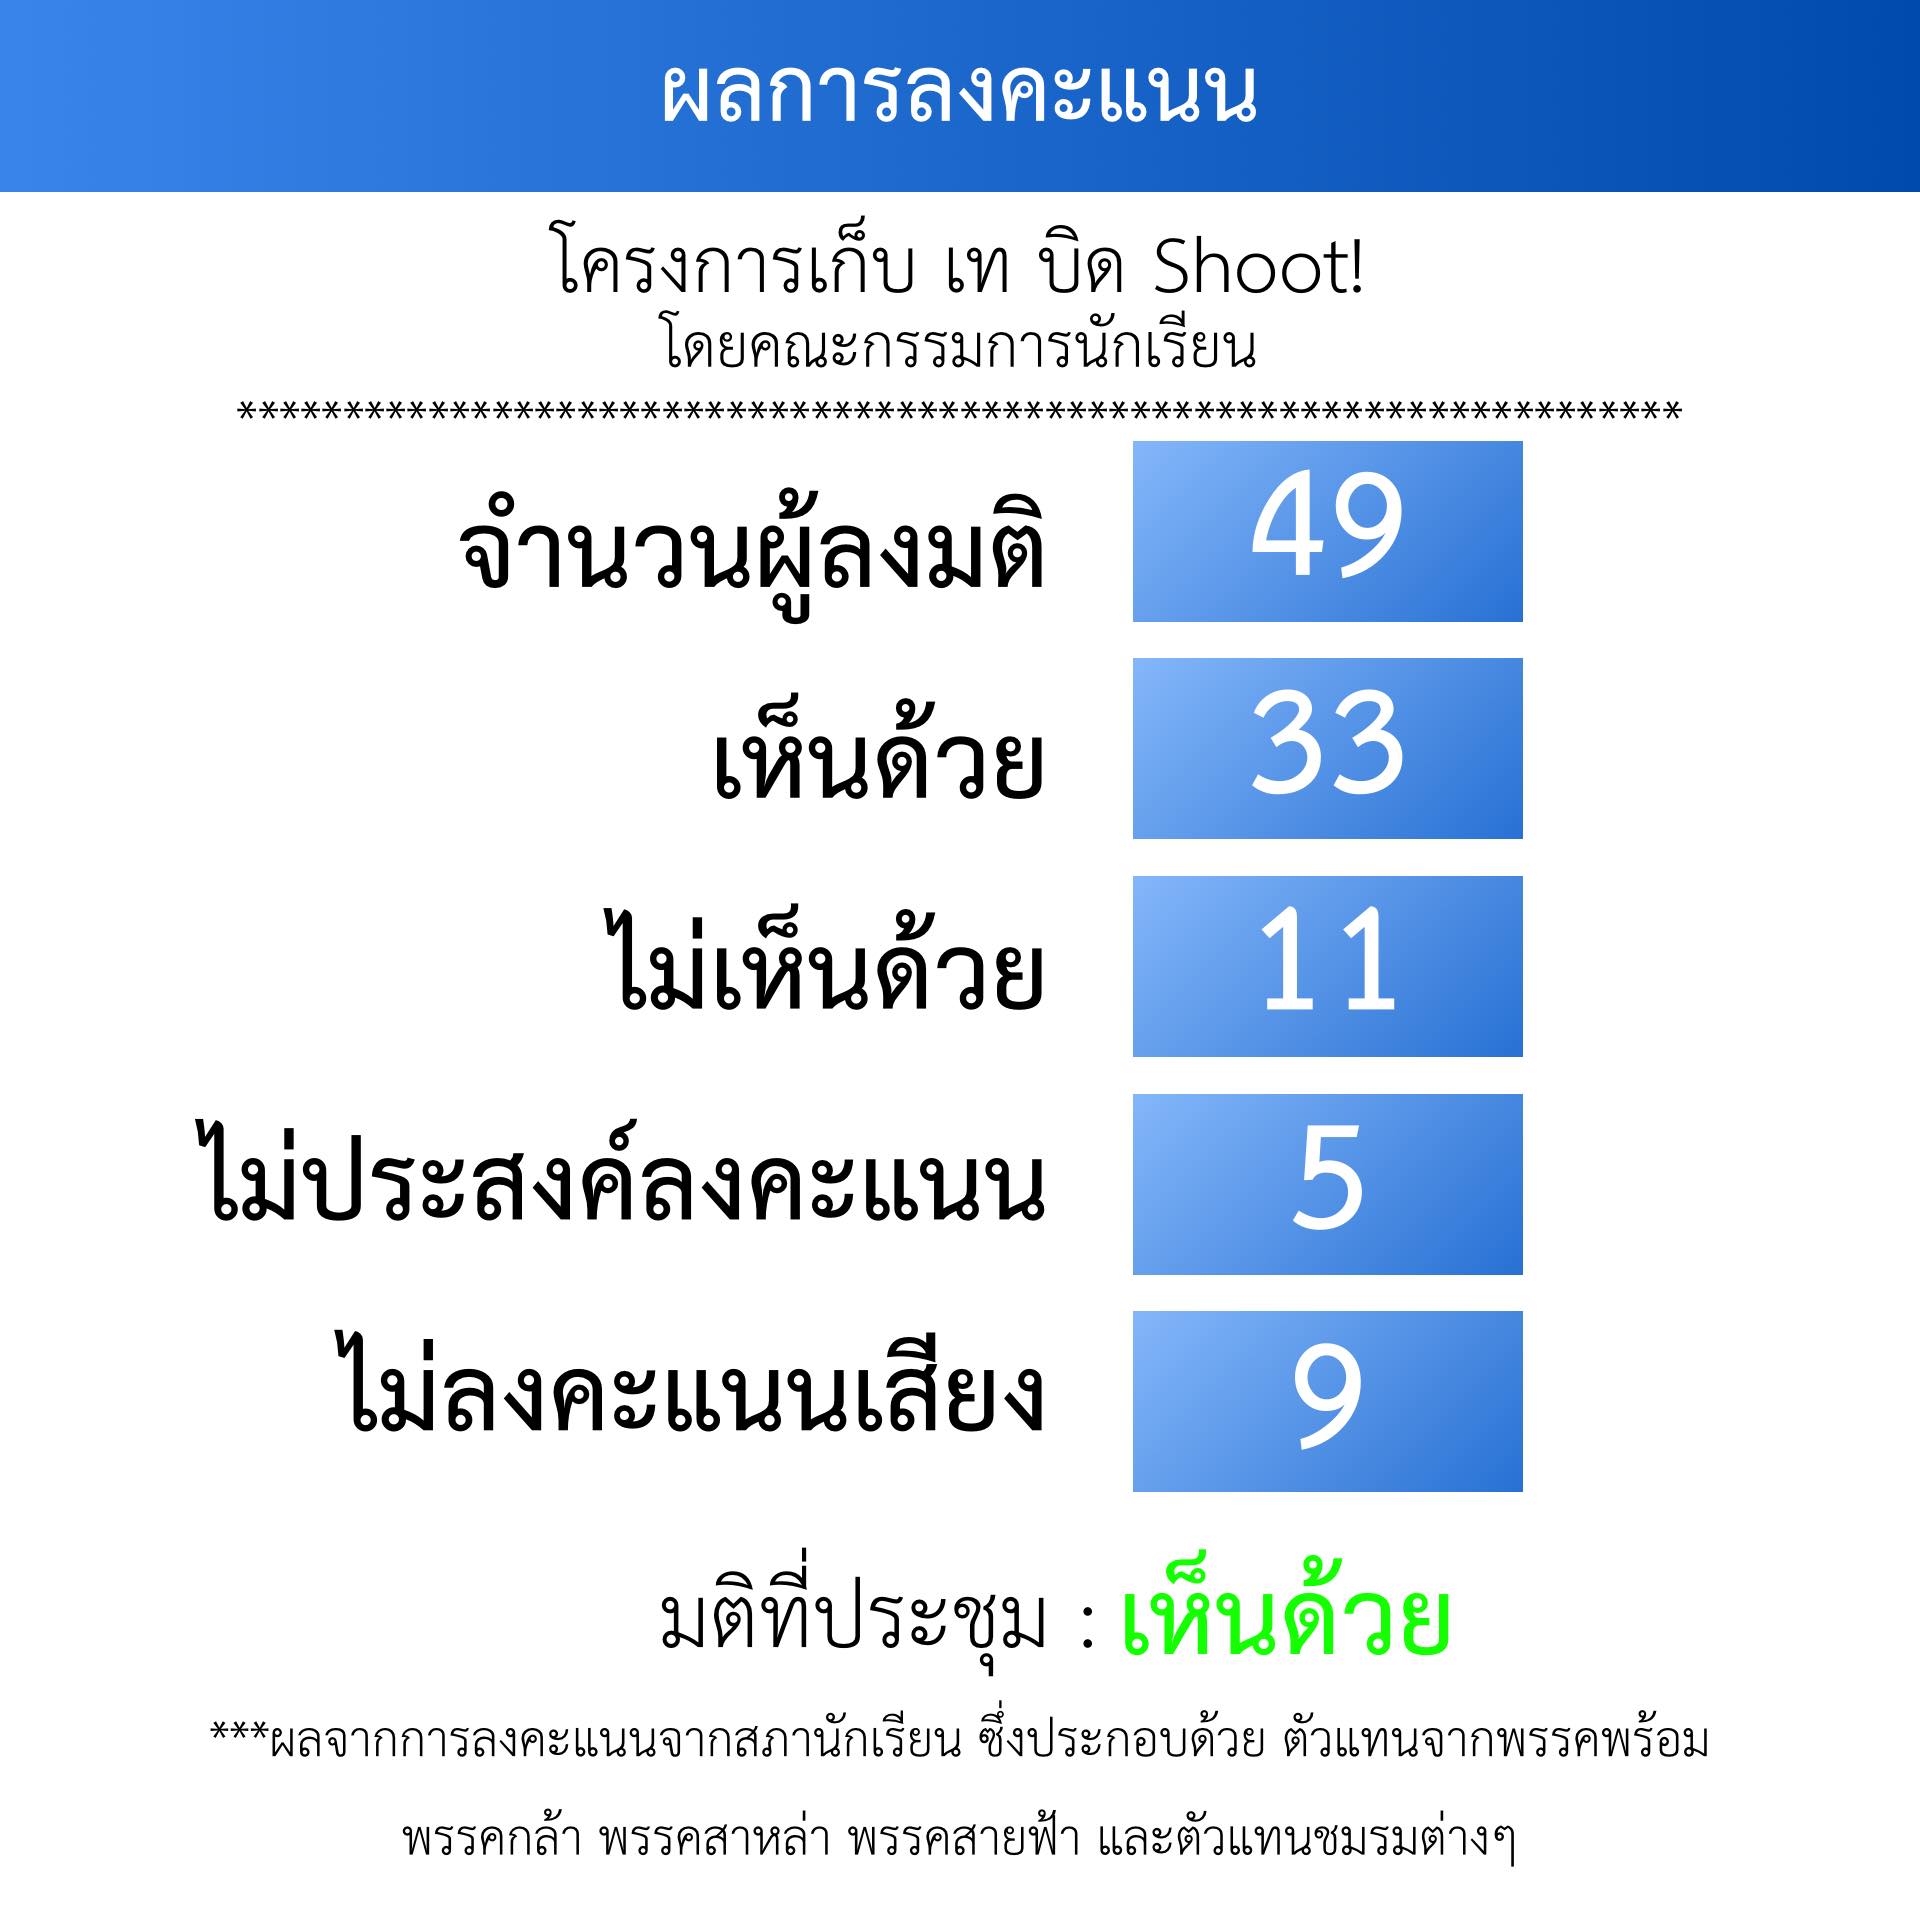 ผลการลงคะแนน
โครงการเก็บ เท บิด Shoot!
โดยคณะกรรมการนักเรียน
********************************************************************
จำนวนผู้ลงมติ 49
เห็นด้วย 33
ไม่เห็นด้วย 11
ไม่ประสงค์ลงคะแนน 5
ไม่ลงคะแนนเสียง 9
มติที่ประชุม : เห็นด้วย
***ผลจากการลงคะแนนจากสภานักเรียน ซึ่งประกอบด้วย ตัวแทนจากพรรคพร้อม
พรรคกล้า พรรคสาหล่า พรรคสายฟ้า และตัวแทนชมรมต่างๆ